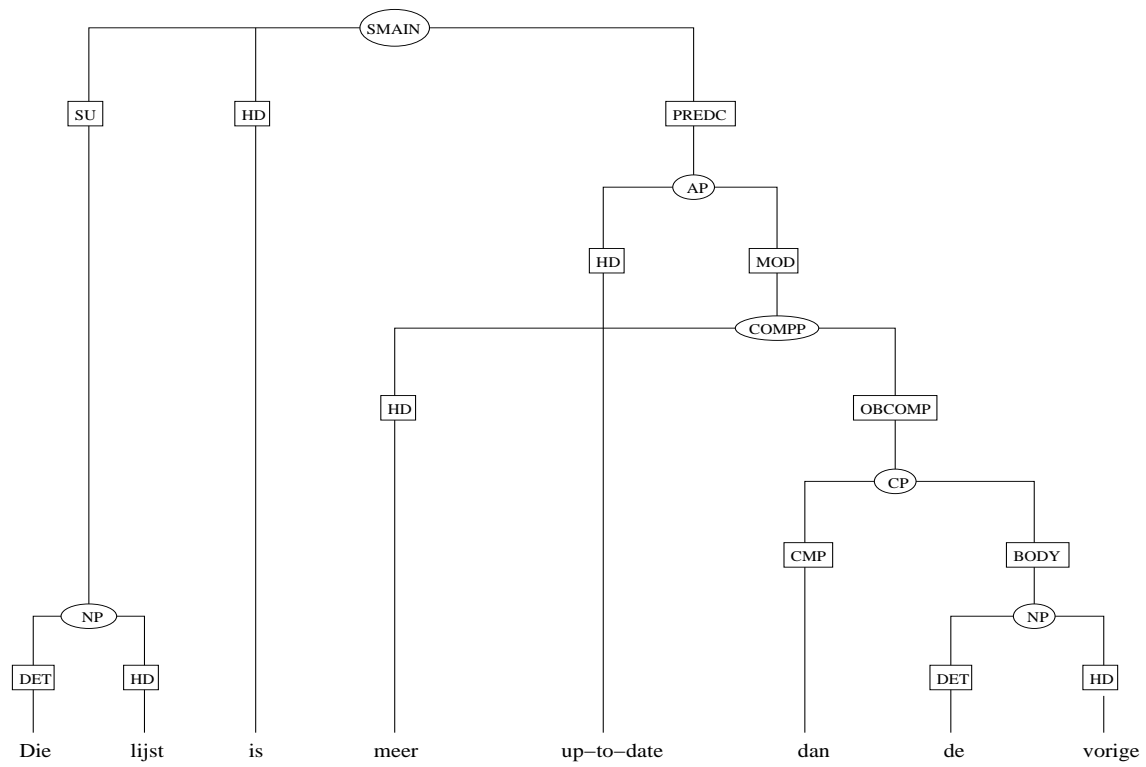 SMAIN
SU HD PREDC
AP
HD MOD
COMPP
HD OBCOMP
CP
CMP BODY
NP NP
DET HD DET HD
Die lijst is meer up−to−date dan de vorige